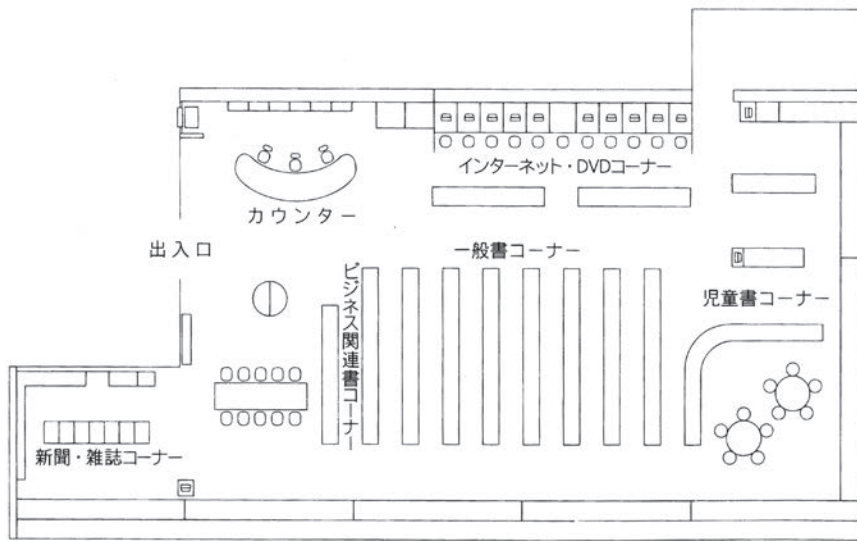 インターネット・DVDコーナー
カウンター
出入口
一般書コーナー
ビジネス関連書コーナー
児童書コーナー
新聞・雑誌コーナー